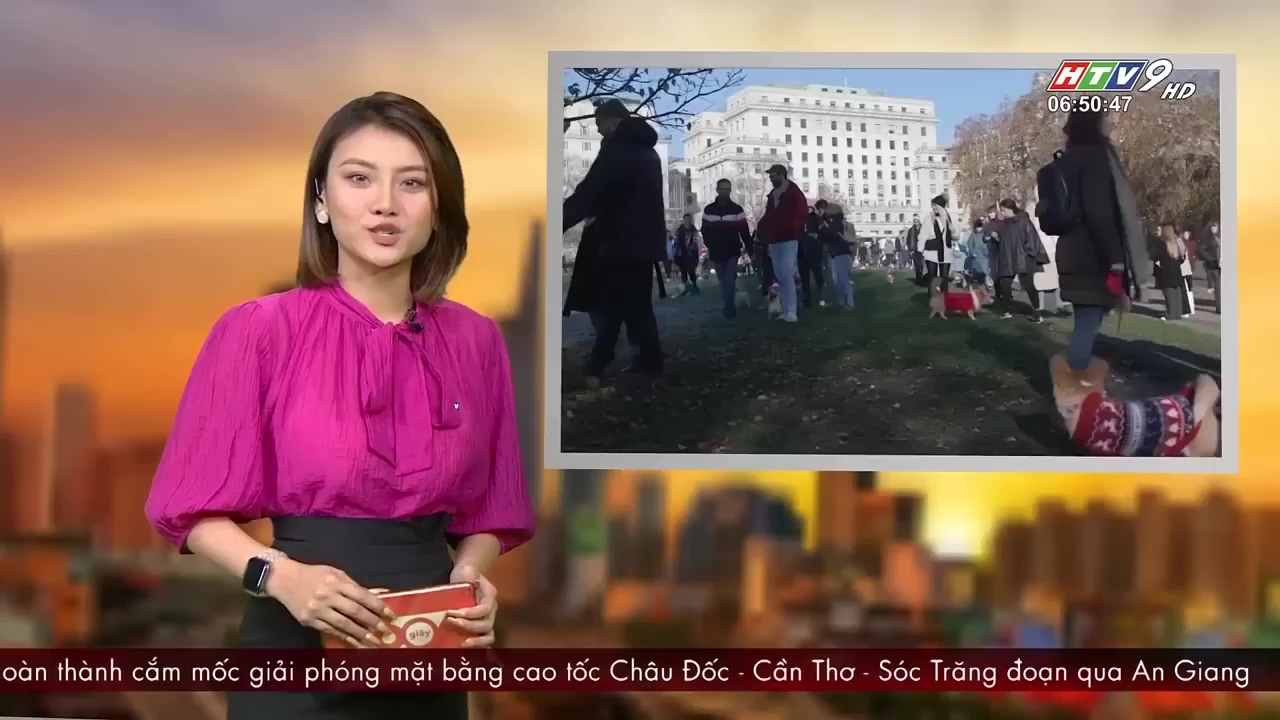 HTV9 HD
06:50:47
giây
oàn thành cắm mốc giải phóng mặt bằng cao tốc Châu Đốc - Cần Thơ - Sóc Trăng đoạn qua An Giang